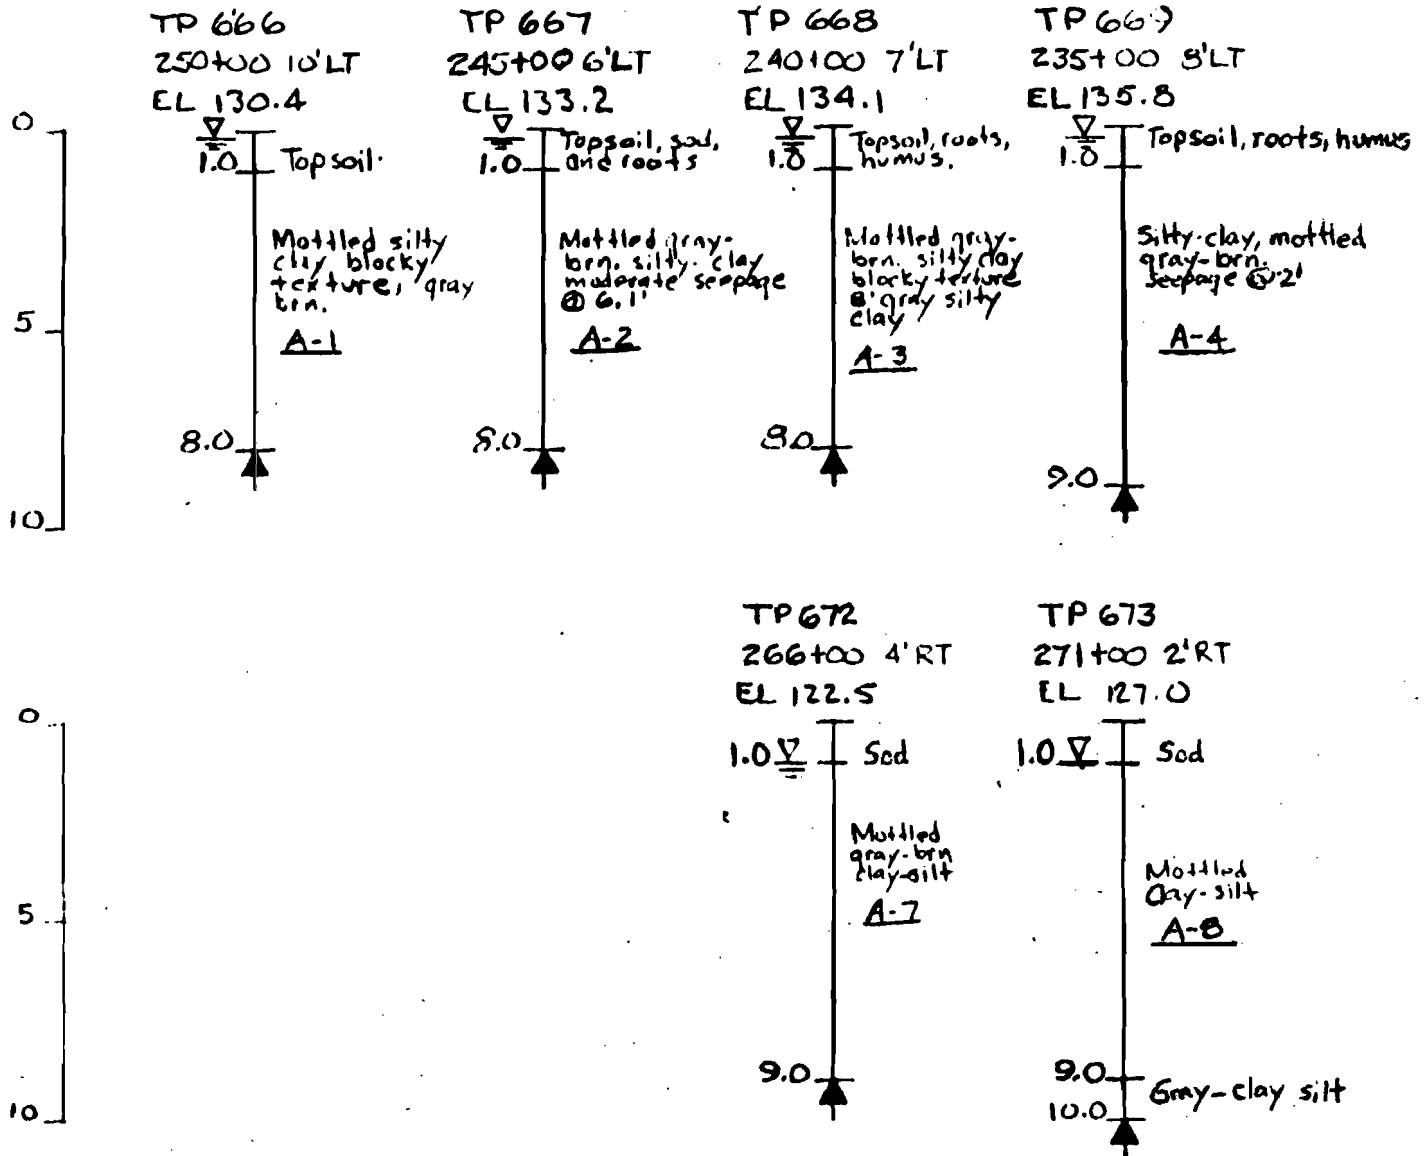 TP 666
250+00 10'LT
EL 130.4
1.0
Topsoil
Mottled silty
clay blocky
texture, gray
brn.
A-1
8.0
TP 667
245+00 6'LT
EL 133.2
1.0
Topsoil, sod,
and roots
Mottled gray-
brn. silty-clay
moderate seepage
@ 6.1'
A-2
8.0
TP 668
240+00 7'LT
EL 134.1
1.0
Topsoil, roots,
humus.
Mottled gray-
brn. silty clay
blocky texture
8' gray silty
clay
A-3
8.0
TP 669
235+00 8'LT
EL 135.8
1.0
Topsoil, roots, humus
Silty-clay, mottled
gray-brn.
Seepage @ 2'
A-4
9.0
0
5
10
TP 672
266+00 4'RT
EL 122.5
1.0
Sod
Mottled
gray-brn
clay-silt
A-7
9.0
TP 673
271+00 2'RT
EL 127.0
1.0
Sod
Mottled
Clay-silt
A-8
9.0
10.0
Gray-clay silt
0
5
10